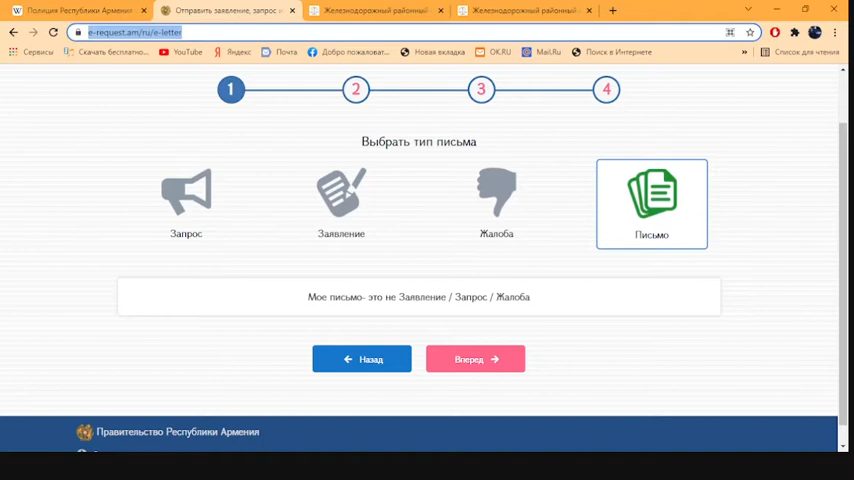 Полиция Республики Армения
Отправить заявление, запрос и
Железнодорожный районный
Железнодорожный районный
e-request.am/ru/e-letter
Сервисы
Скачать бесплатно...
YouTube
Яндекс
Почта
Добро пожаловат...
Новая вкладка
OK.RU
Mail.Ru
Поиск в Интернете
»
Список для чтения
1
2
3
4
Выбрать тип письма
Запрос
Заявление
Жалоба
Письмо
Мое письмо- это не Заявление / Запрос / Жалоба
Назад
Вперед
Правительство Республики Армения